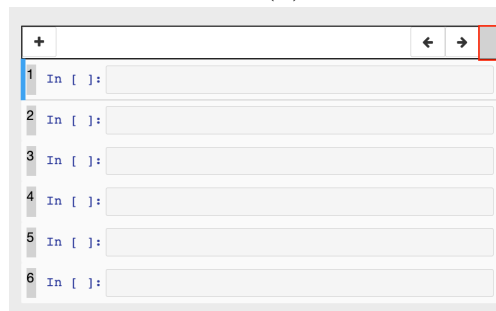 + ← →
1 In [ ]:
2 In [ ]:
3 In [ ]:
4 In [ ]:
5 In [ ]:
6 In [ ]: